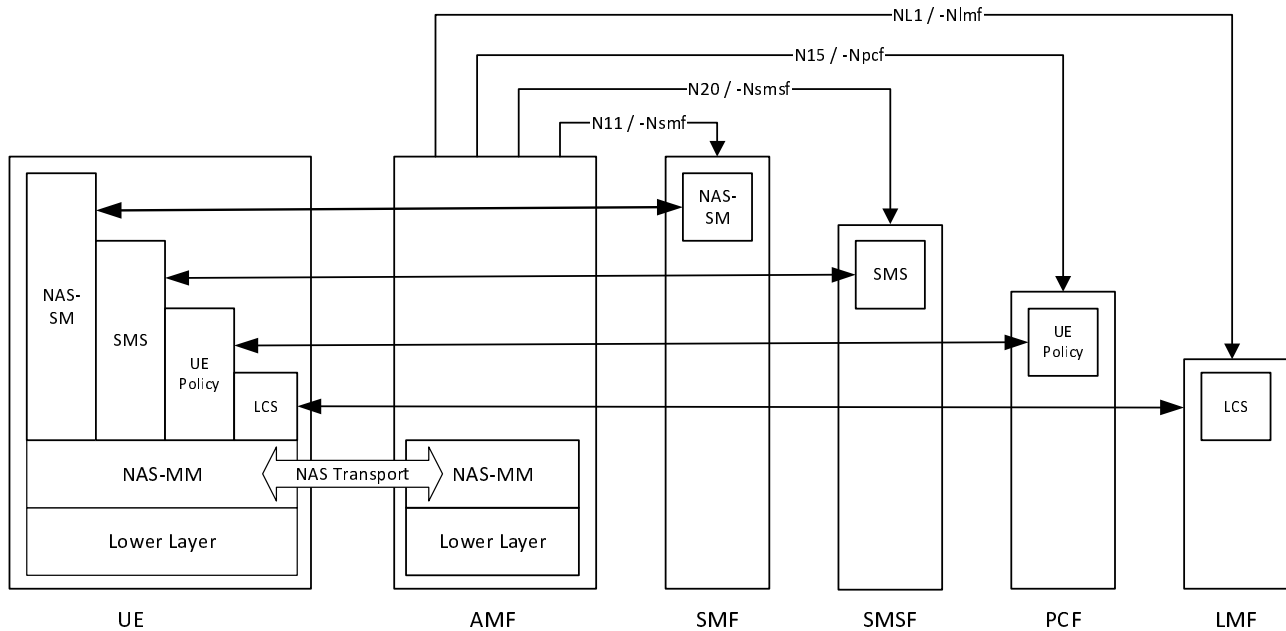 NL1 / -Nlmf
N15 / -Npcf
N20 / -Nsmsf
N11 / -Nsmf
NAS-
SM
SMS
UE
Policy
LCS
NAS-
SM
SMS
UE
Policy
LCS
NAS-MM
NAS Transport
NAS-MM
Lower Layer
Lower Layer
UE
AMF
SMF
SMSF
PCF
LMF